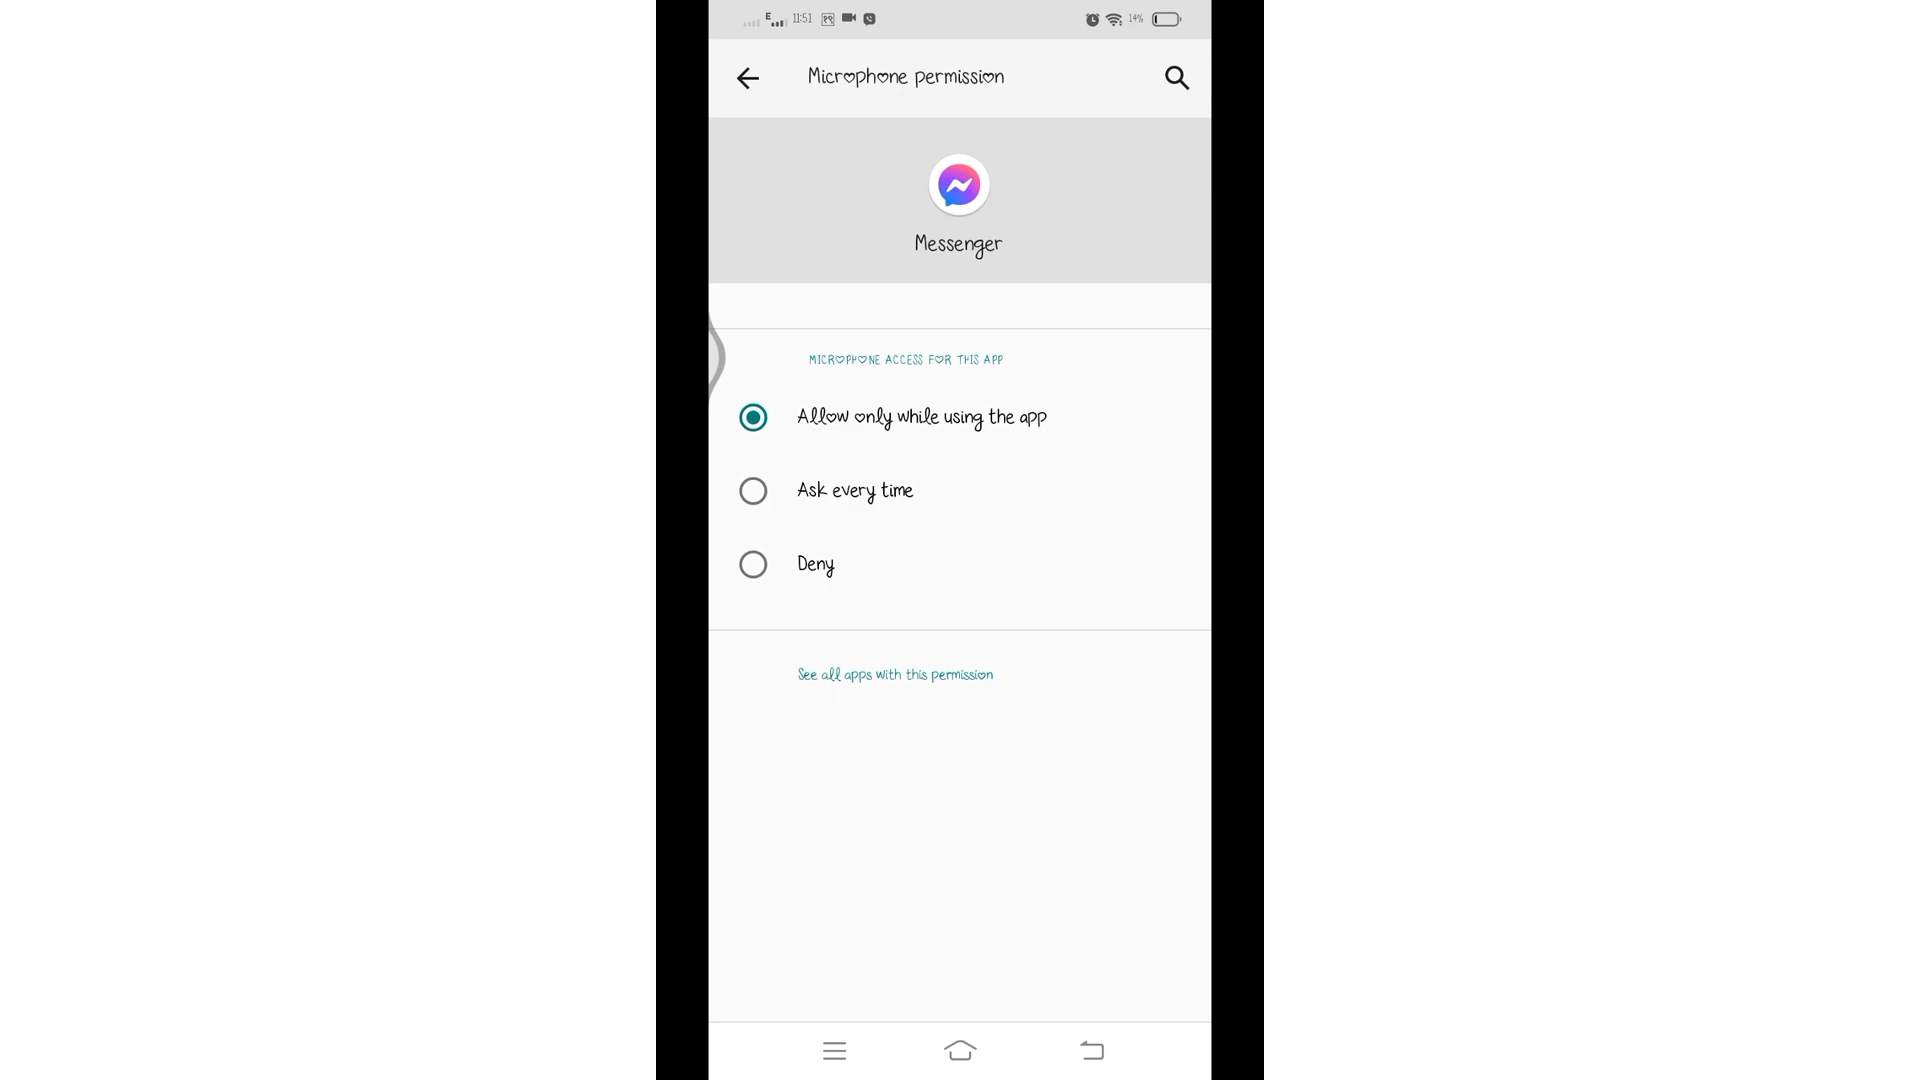 E 11:51 14%
Microphone permission
Messenger
MICROPHONE ACCESS FOR THIS APP
Allow only while using the app
Ask every time
Deny
See all apps with this permission